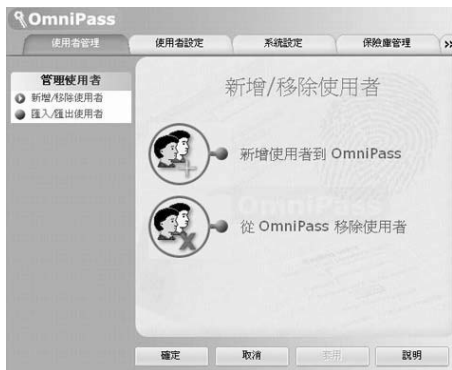 OmniPass
使用者管理
使用者設定
系統設定
保險庫管理
>>
管理使用者
新增/移除使用者
匯入/匯出使用者
新增/移除使用者
新增使用者到 OmniPass
從 OmniPass 移除使用者
OmniPass
確定
取消
套用
說明